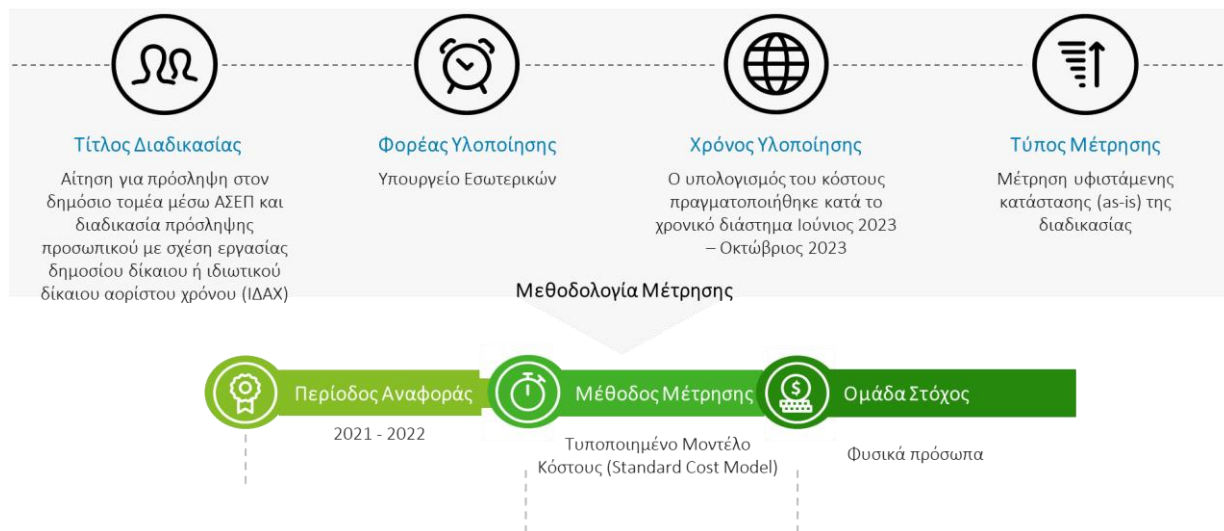 Τίτλος Διαδικασίας
Αίτηση για πρόσληψη στον
δημόσιο τομέα μέσω ΑΣΕΠ και
διαδικασία πρόσληψης
προσωπικού με σχέση εργασίας
δημοσίου δίκαιου ή ιδιωτικού
δίκαιου αορίστου χρόνου (ΙΔΑΧ)
Φορέας Υλοποίησης
Υπουργείο Εσωτερικών
Χρόνος Υλοποίησης
Ο υπολογισμός του κόστους
πραγματοποιήθηκε κατά το
χρονικό διάστημα Ιούνιος 2023
– Οκτώβριος 2023
Τύπος Μέτρησης
Μέτρηση υφιστάμενης
κατάστασης (as-is) της
διαδικασίας
Μεθοδολογία Μέτρησης
Περίοδος Αναφοράς
2021 - 2022
Μέθοδος Μέτρησης
Τυποποιημένο Μοντέλο
Κόστους (Standard Cost Model)
$
Ομάδα Στόχος
Φυσικά πρόσωπα